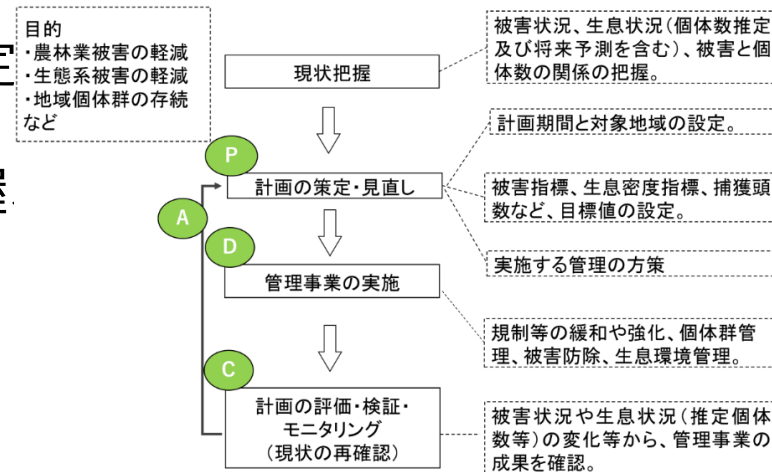 目的
・農林業被害の軽減
・生態系被害の軽減
・地域個体群の存続
など
定
握
現状把握
被害状況、生息状況(個体数推定
及び将来予測を含む)、被害と個
体数の関係の把握。
P
計画の策定・見直し
計画期間と対象地域の設定。
被害指標、生息密度指標、捕獲頭
数など、目標値の設定。
実施する管理の方策
A
D
管理事業の実施
規制等の緩和や強化、個体群管
理、被害防除、生息環境管理。
C
計画の評価・検証・
モニタリング
(現状の再確認)
被害状況や生息状況(推定個体
数等)の変化等から、管理事業の
成果を確認。